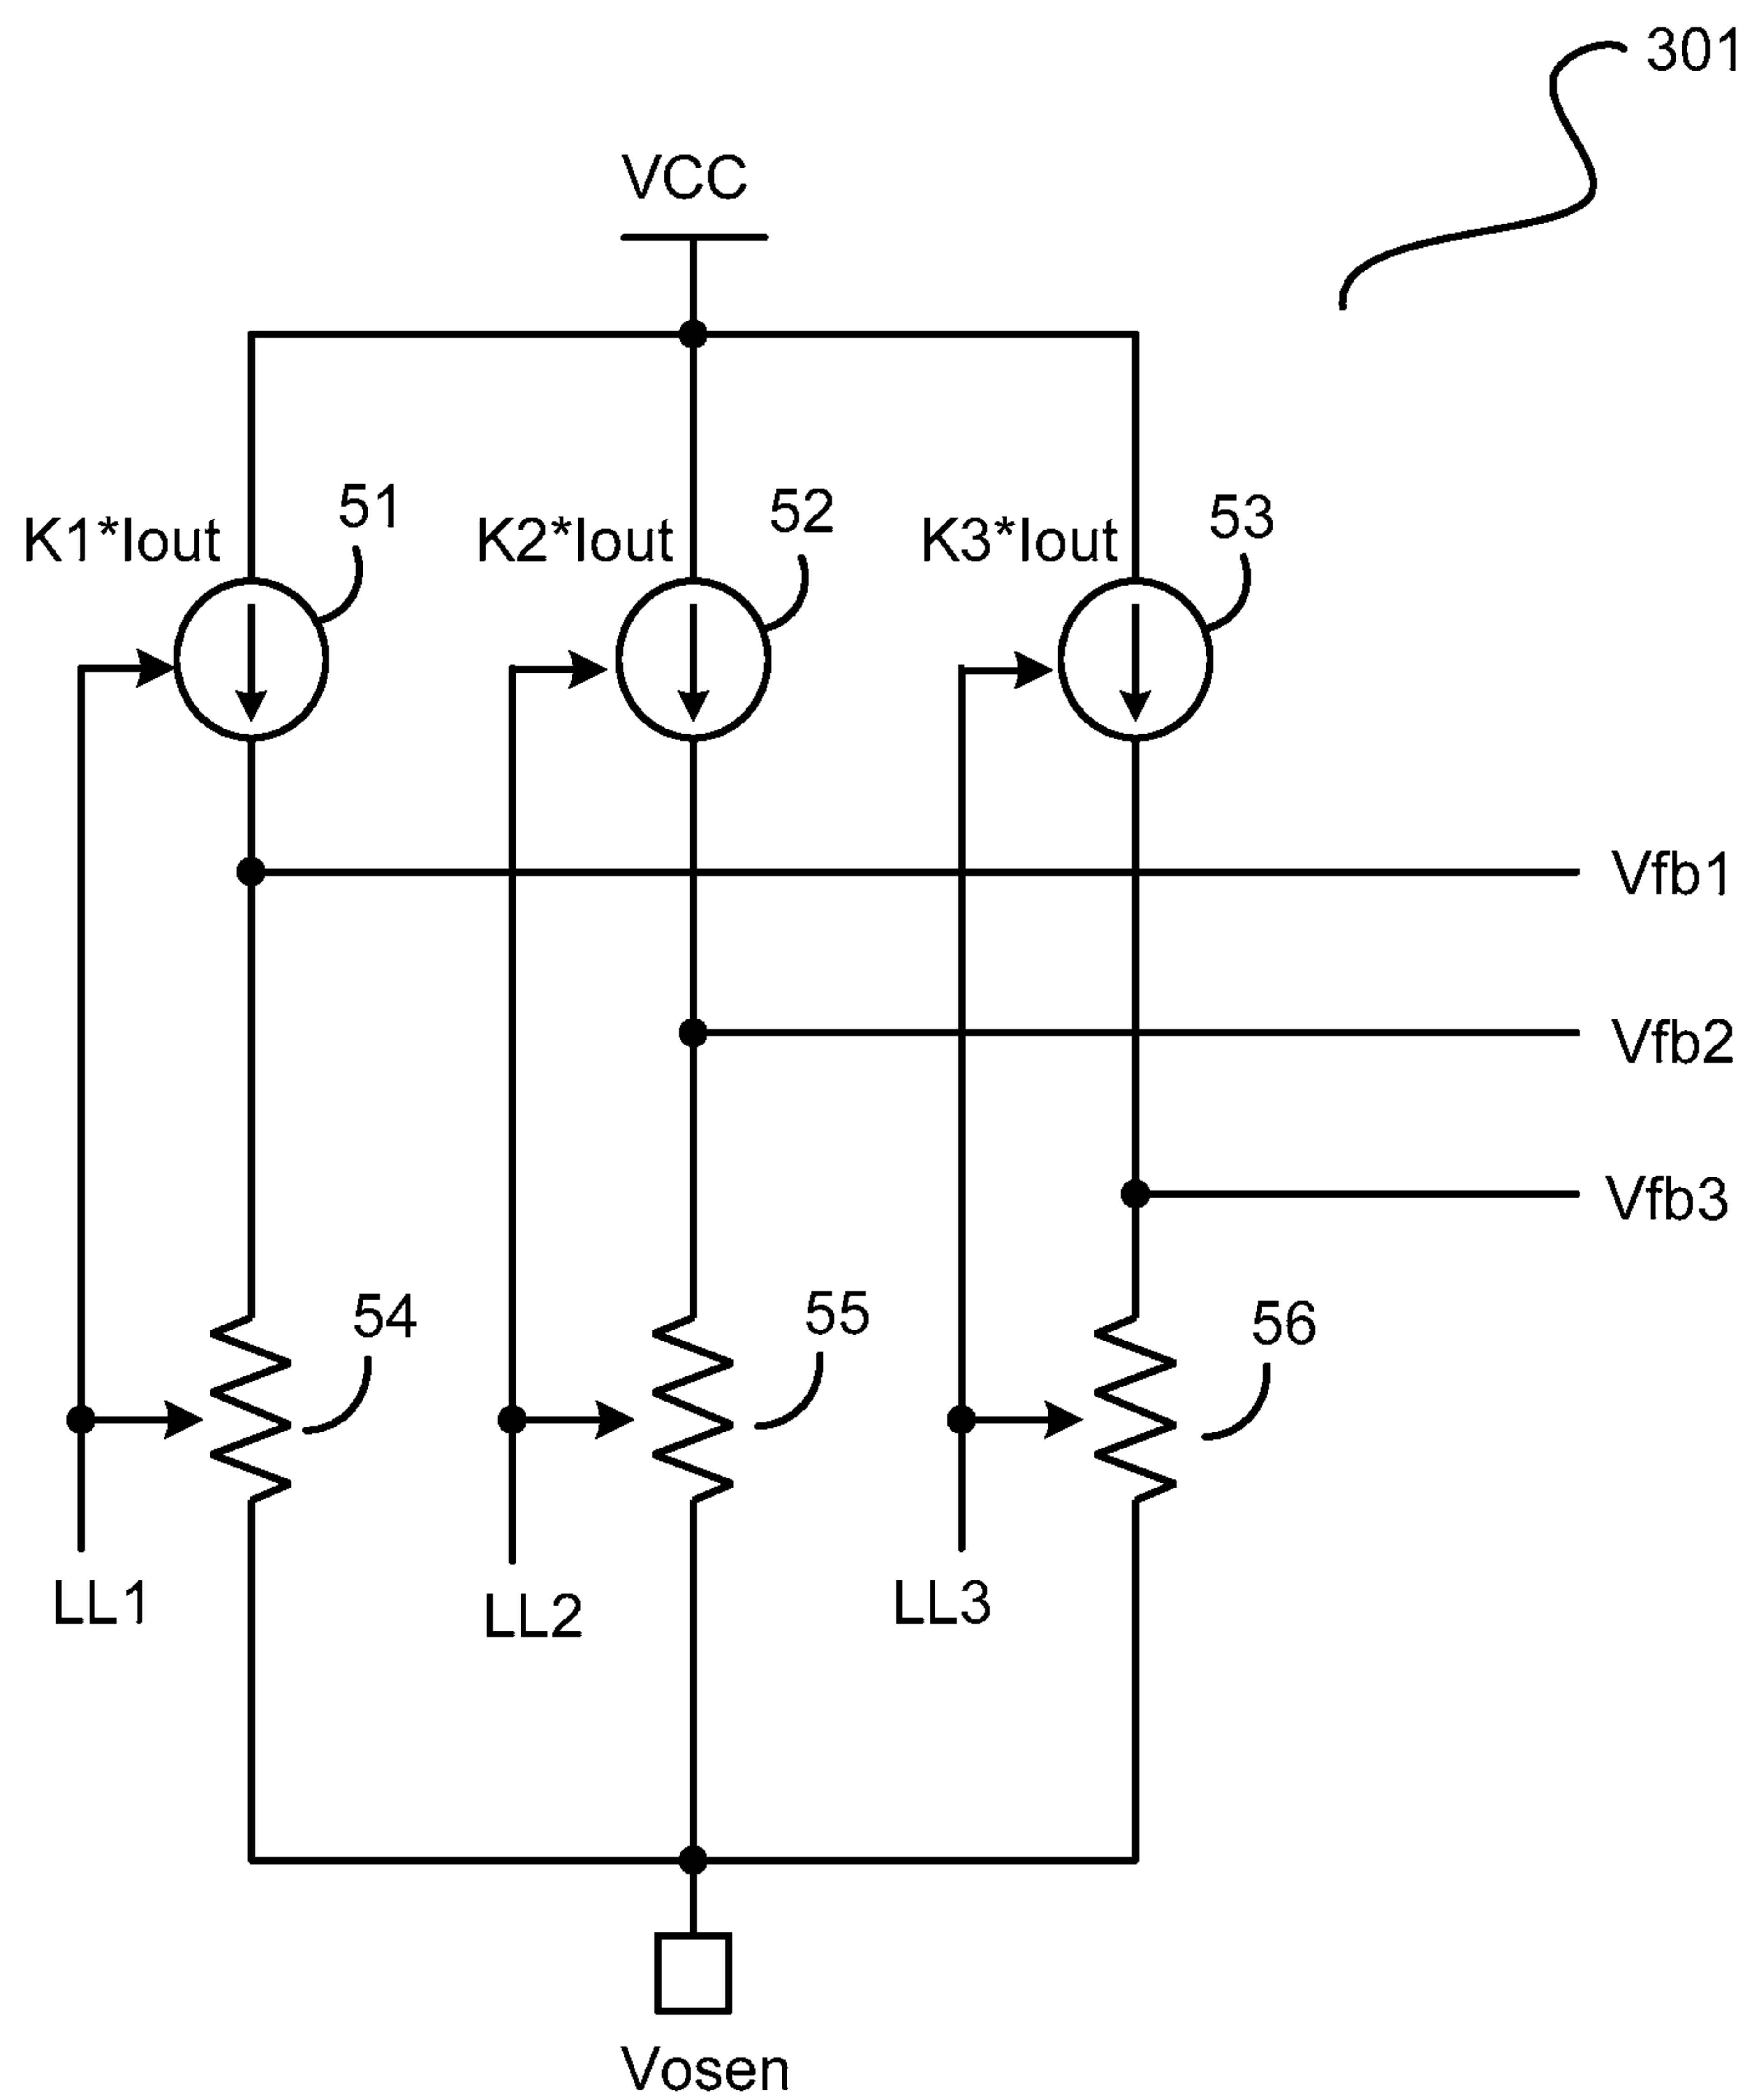 301
VCC
K1*Iout
51
K2*Iout
52
K3*Iout
53
Vfb1
Vfb2
Vfb3
54
55
56
LL1
LL2
LL3
Vosen